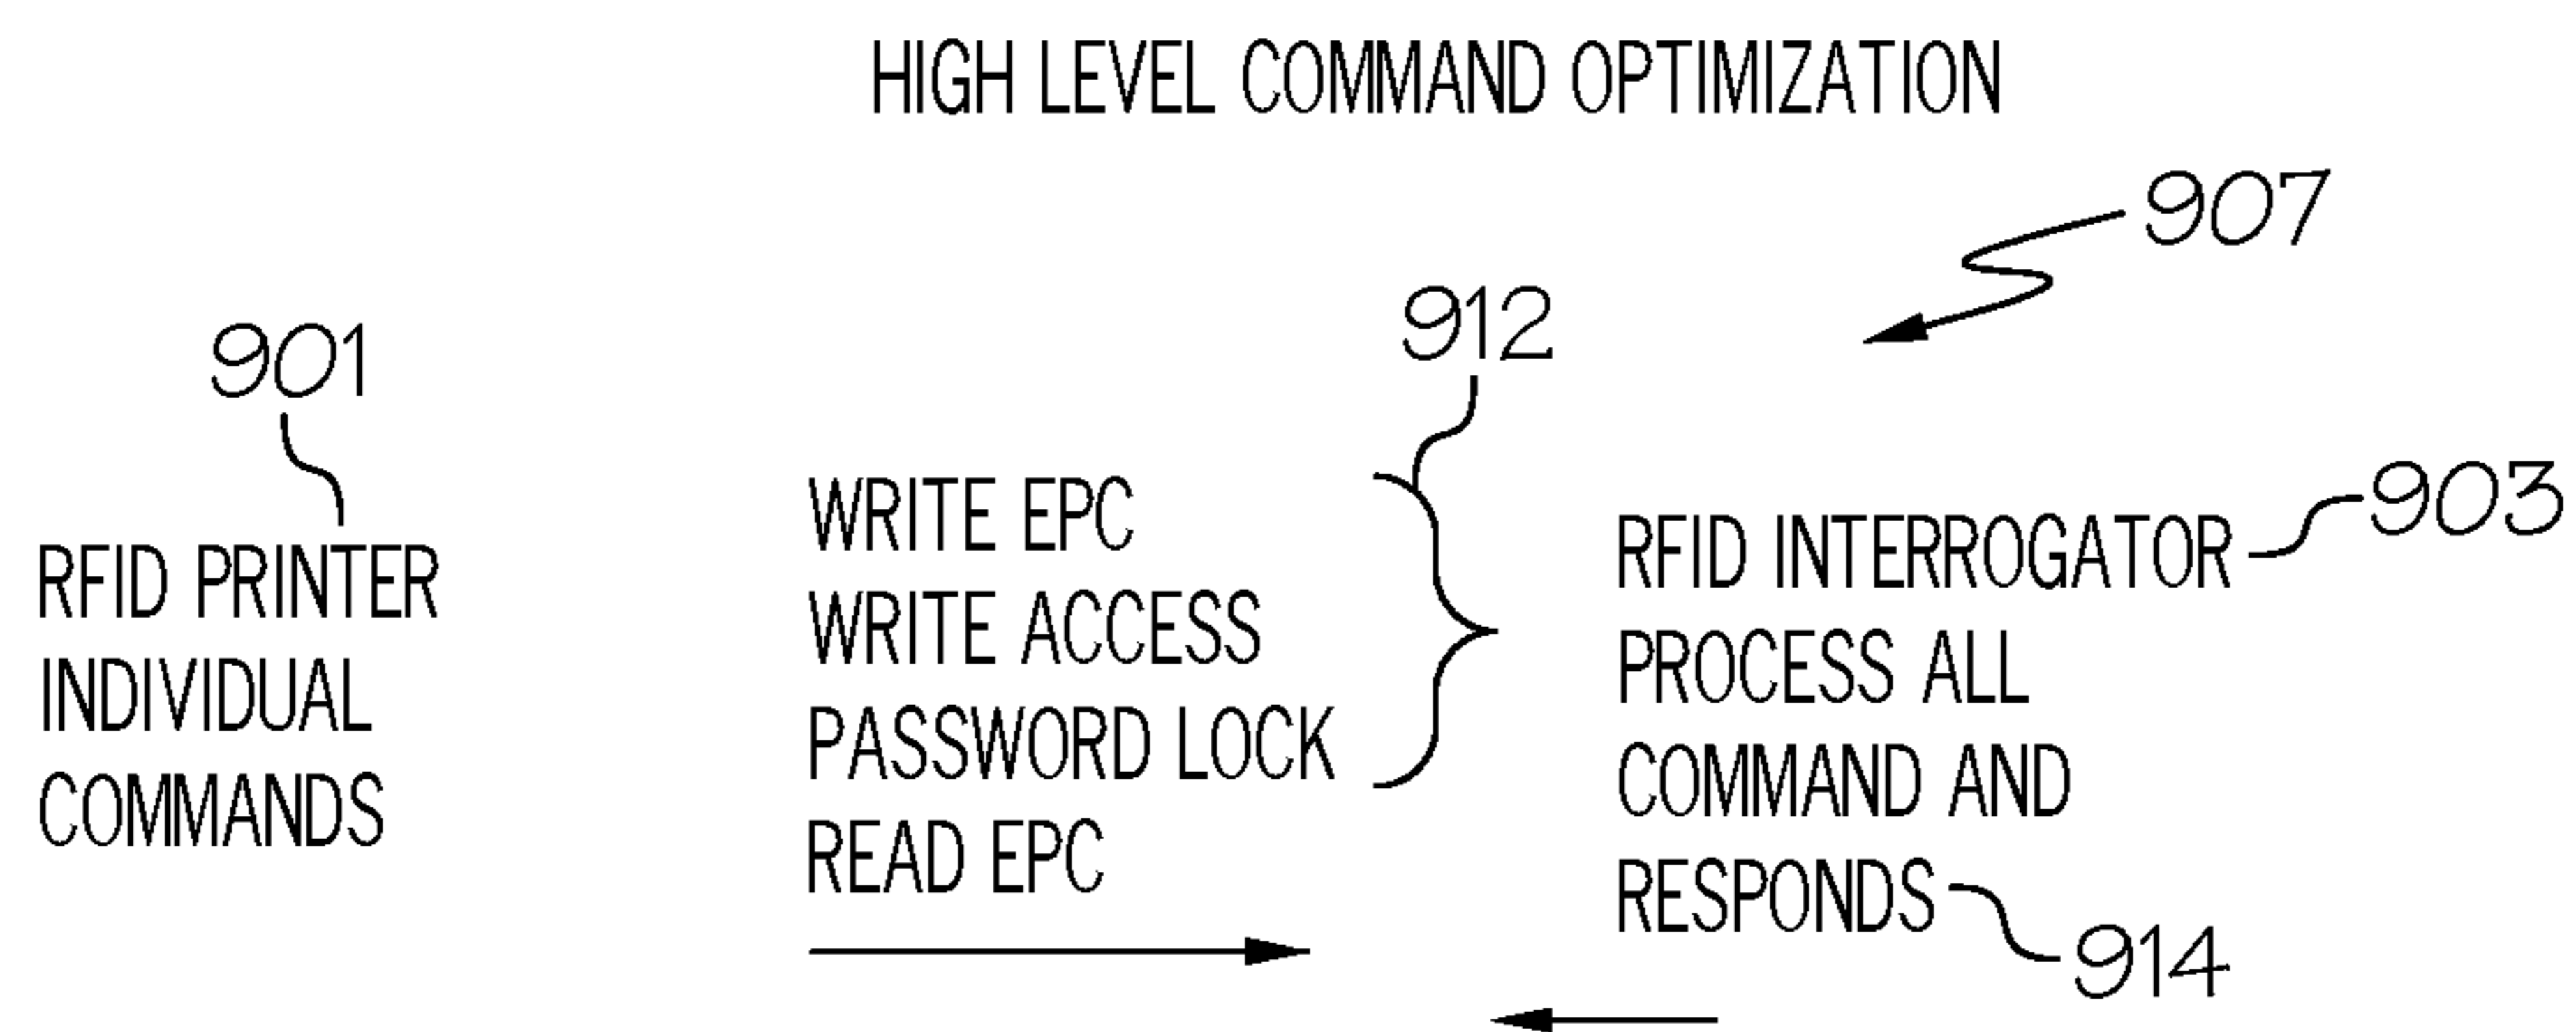 HIGH LEVEL COMMAND OPTIMIZATION
907
912
901
903
RFID PRINTER
INDIVIDUAL
COMMANDS
WRITE EPC
WRITE ACCESS
PASSWORD LOCK
READ EPC
RFID INTERROGATOR
PROCESS ALL
COMMAND AND
RESPONDS
914